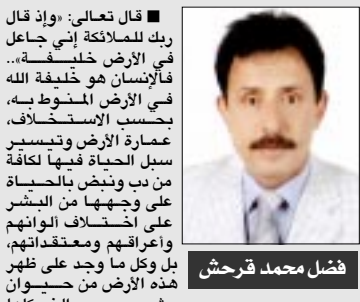 ■ قال تعالى: «وإذ قال
ربك للملائكة إني جاعل
في الأرض خليفــة»..
فالإنسان هو خليفة الله
في الأرض المنوط به،
بحسب الاستخلاف،
عمارة الأرض وتيسير
سبل الحياة فيها لكافة
من دب ونبض بالحياة
على وجهها من البشر
على اختلاف ألوانهم
وأعراقهم ومعتقداتهم،
بل وكل ما وجد على ظهر
هذه الأرض من حيوان
فضل محمد قرحش